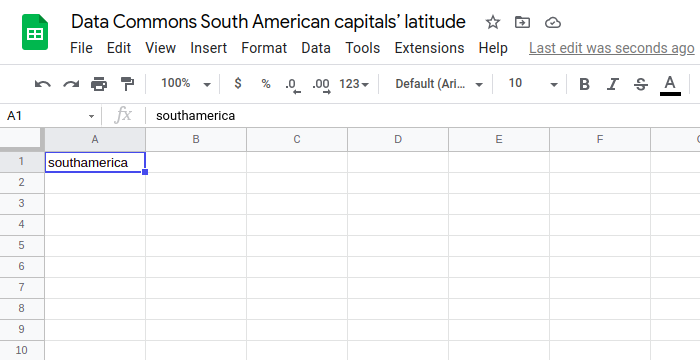 Data Commons South American capitals’ latitude
File Edit View Insert Format Data Tools Extensions Help Last edit was seconds ago
100% $ % .0 .00 123 Default (Ari... 10 B I S A
A1 fx southamerica
A B C D E F
1 southamerica
2
3
4
5
6
7
8
9
10